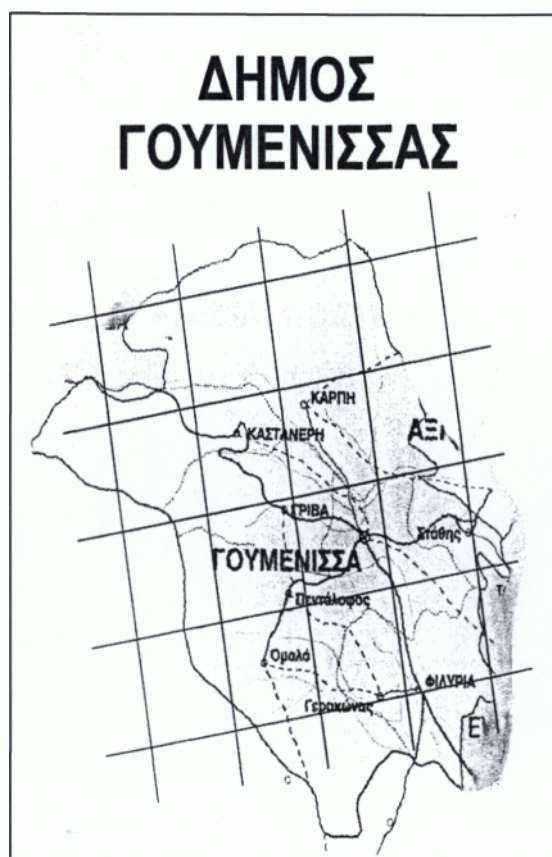 ΔΗΜΟΣ
ΓΟΥΜΕΝΙΣΣΑΣ
ΚΑΡΠΗ
ΑΞΙ
ΚΑΣΤΑΝΕΡΗ
ΓΡΙΒΑ
Στάθης
ΓΟΥΜΕΝΙΣΣΑ
Πεντάλοφος
Ομαλό
ΦΙΛΥΡΙΑ
Γερακώνας
Ε